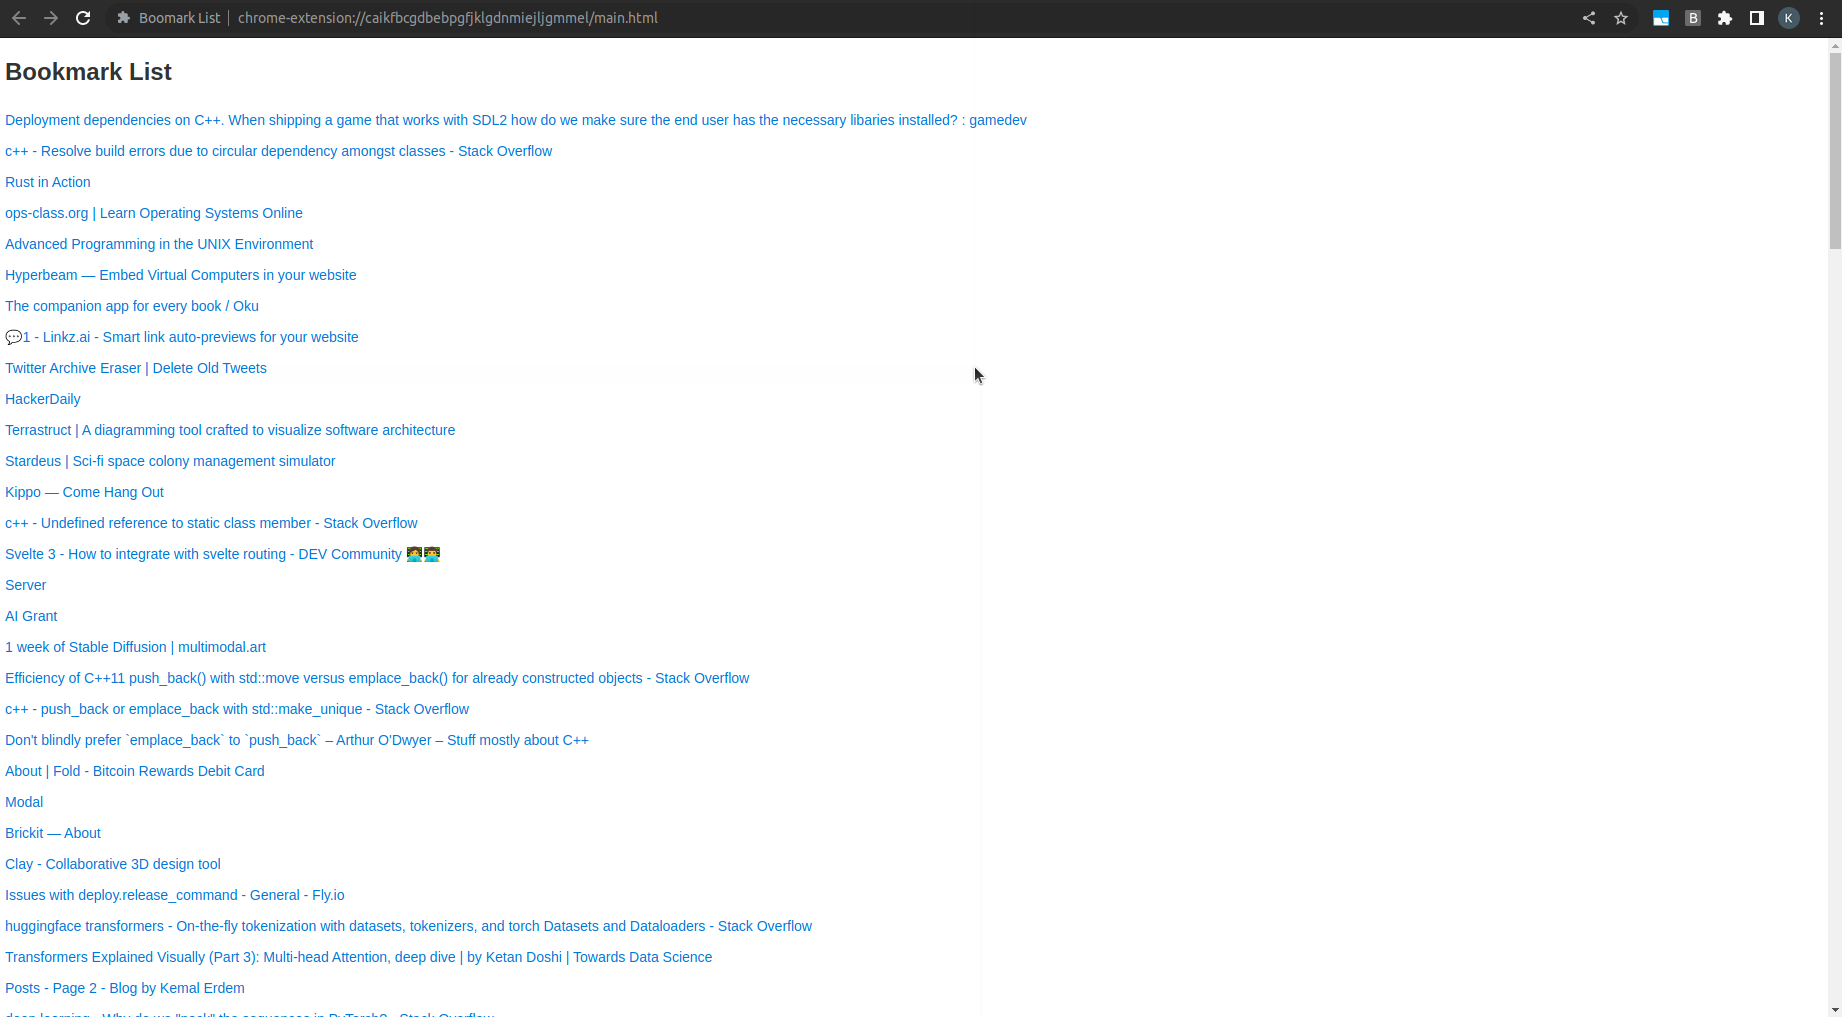 Boomark List | chrome-extension://caikfbcgdbebpgfjklgdnmiejljgmmel/main.html
B
K
Bookmark List
Deployment dependencies on C++. When shipping a game that works with SDL2 how do we make sure the end user has the necessary libaries installed? : gamedev
c++ - Resolve build errors due to circular dependency amongst classes - Stack Overflow
Rust in Action
ops-class.org | Learn Operating Systems Online
Advanced Programming in the UNIX Environment
Hyperbeam — Embed Virtual Computers in your website
The companion app for every book / Oku
💬1 - Linkz.ai - Smart link auto-previews for your website
Twitter Archive Eraser | Delete Old Tweets
HackerDaily
Terrastruct | A diagramming tool crafted to visualize software architecture
Stardeus | Sci-fi space colony management simulator
Kippo — Come Hang Out
c++ - Undefined reference to static class member - Stack Overflow
Svelte 3 - How to integrate with svelte routing - DEV Community 👩‍💻👨‍💻
Server
AI Grant
1 week of Stable Diffusion | multimodal.art
Efficiency of C++11 push_back() with std::move versus emplace_back() for already constructed objects - Stack Overflow
c++ - push_back or emplace_back with std::make_unique - Stack Overflow
Don't blindly prefer `emplace_back` to `push_back` – Arthur O'Dwyer – Stuff mostly about C++
About | Fold - Bitcoin Rewards Debit Card
Modal
Brickit — About
Clay - Collaborative 3D design tool
Issues with deploy.release_command - General - Fly.io
huggingface transformers - On-the-fly tokenization with datasets, tokenizers, and torch Datasets and Dataloaders - Stack Overflow
Transformers Explained Visually (Part 3): Multi-head Attention, deep dive | by Ketan Doshi | Towards Data Science
Posts - Page 2 - Blog by Kemal Erdem
deep learning - Why do we "pack" the sequences in PyTorch? - Stack Overflow